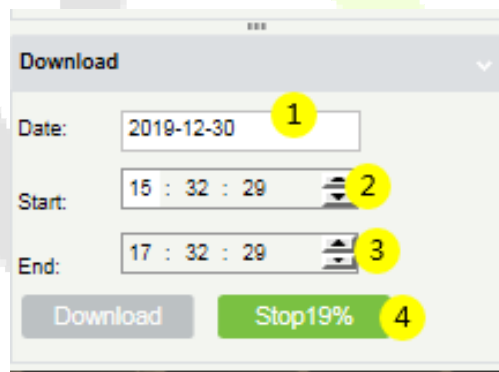 Download
Date: 2019-12-30 1
Start: 15 : 32 : 29 2
End: 17 : 32 : 29 3
Download Stop19% 4